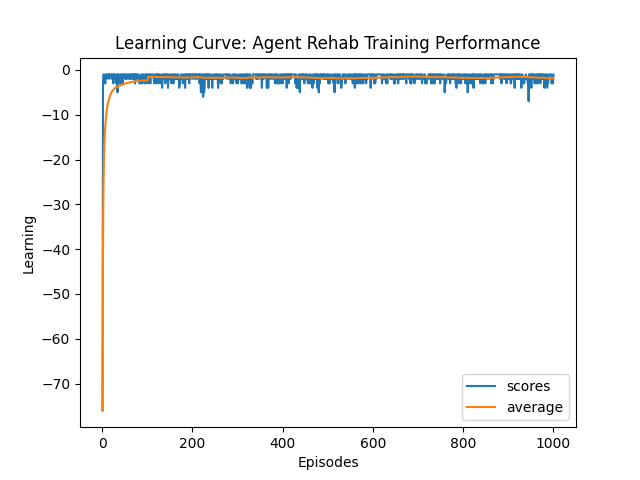 Learning Curve: Agent Rehab Training Performance
0
−10
−20
−30
−40
−50
−60
−70
Learning
scores
average
0 200 400 600 800 1000
Episodes